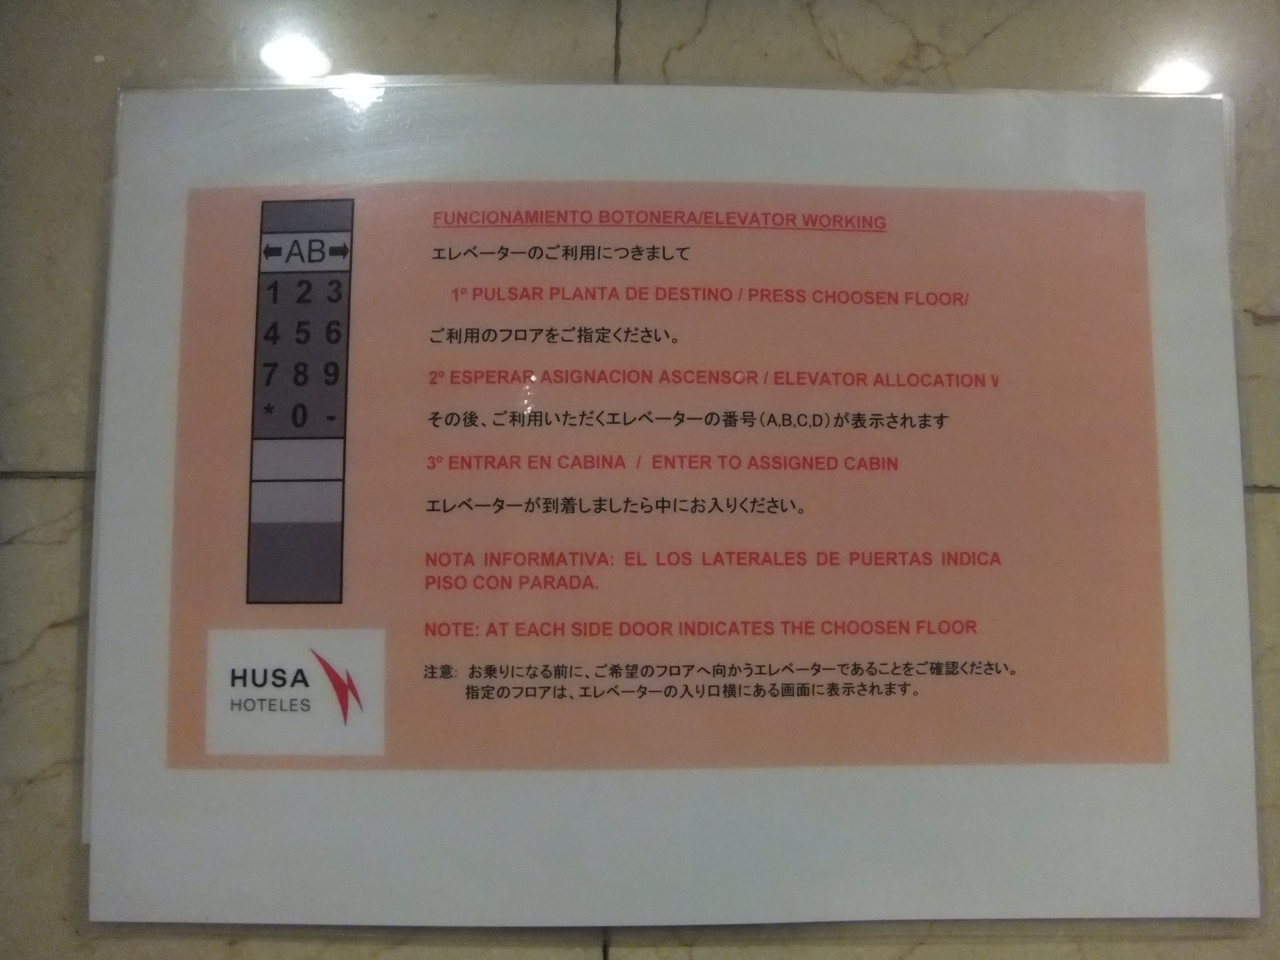 FUNCIONAMIENTO BOTONERA/ELEVATOR WORKING
エレベーターのご利用につきまして
1º PULSAR PLANTA DE DESTINO / PRESS CHOOSEN FLOOR/
ご利用のフロアをご指定ください。
2º ESPERAR ASIGNACION ASCENSOR / ELEVATOR ALLOCATION
その後、ご利用いただくエレベーターの番号(A,B,C,D)が表示されます
3º ENTRAR EN CABINA / ENTER TO ASSIGNED CABIN
エレベーターが到着しましたら中にお入りください。
NOTA INFORMATIVA: EL LOS LATERALES DE PUERTAS INDICA
PISO CON PARADA.
NOTE: AT EACH SIDE DOOR INDICATES THE CHOOSEN FLOOR
注意: お乗りになる前に、ご希望のフロアへ向かうエレベーターであることをご確認ください。
指定のフロアは、エレベーターの入り口横にある画面に表示されます。
←AB→
1 2 3
4 5 6
7 8 9
* 0 -
HUSA
HOTELES